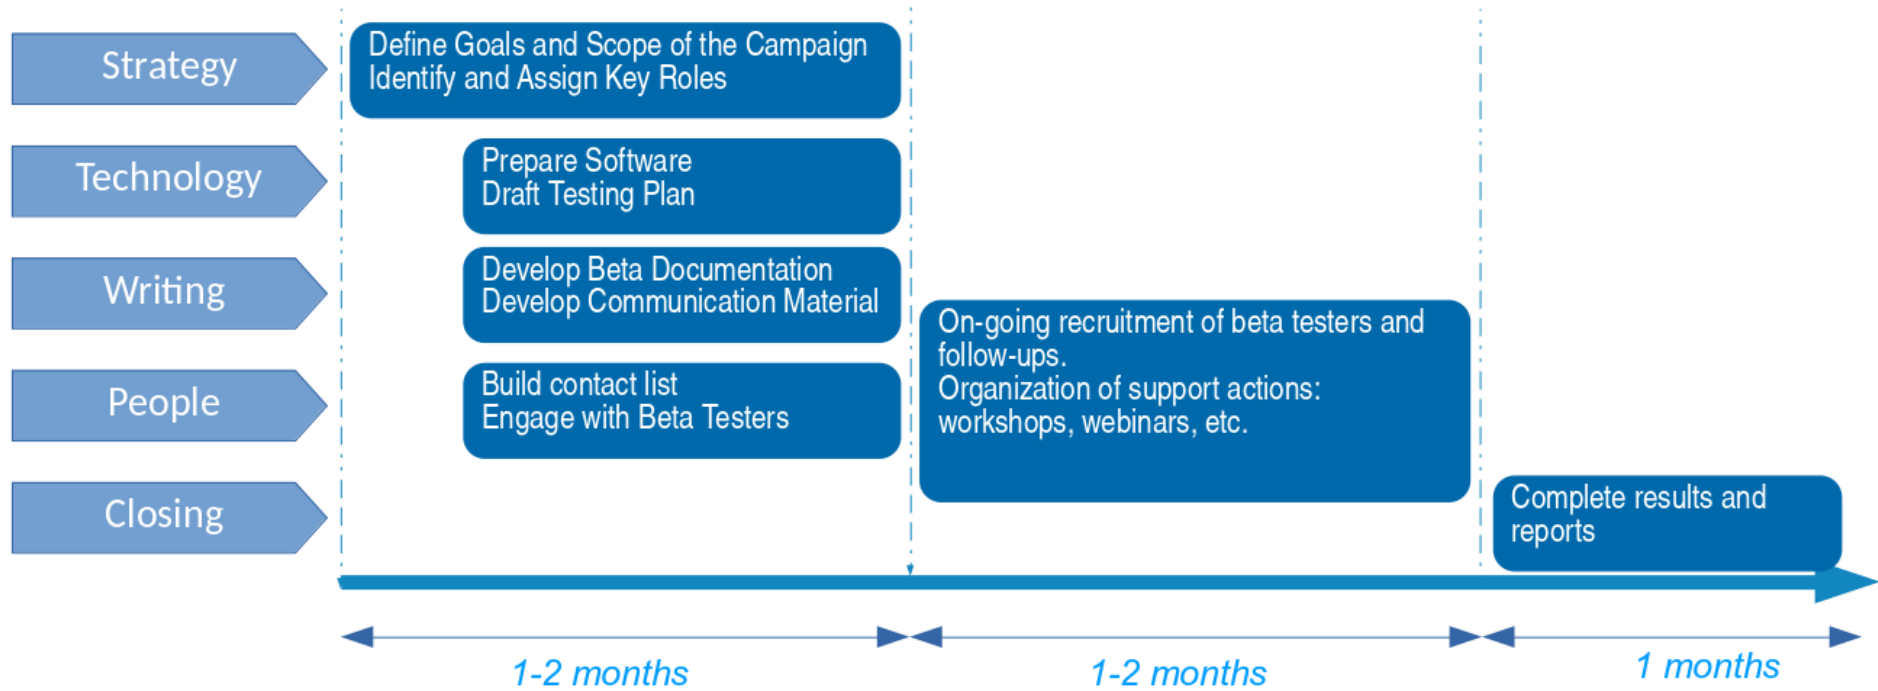 Strategy
Define Goals and Scope of the Campaign
Identify and Assign Key Roles
Technology
Prepare Software
Draft Testing Plan
Writing
Develop Beta Documentation
Develop Communication Material
People
Build contact list
Engage with Beta Testers
On-going recruitment of beta testers and
follow-ups.
Organization of support actions:
workshops, webinars, etc.
Closing
Complete results and
reports
1-2 months
1-2 months
1 months